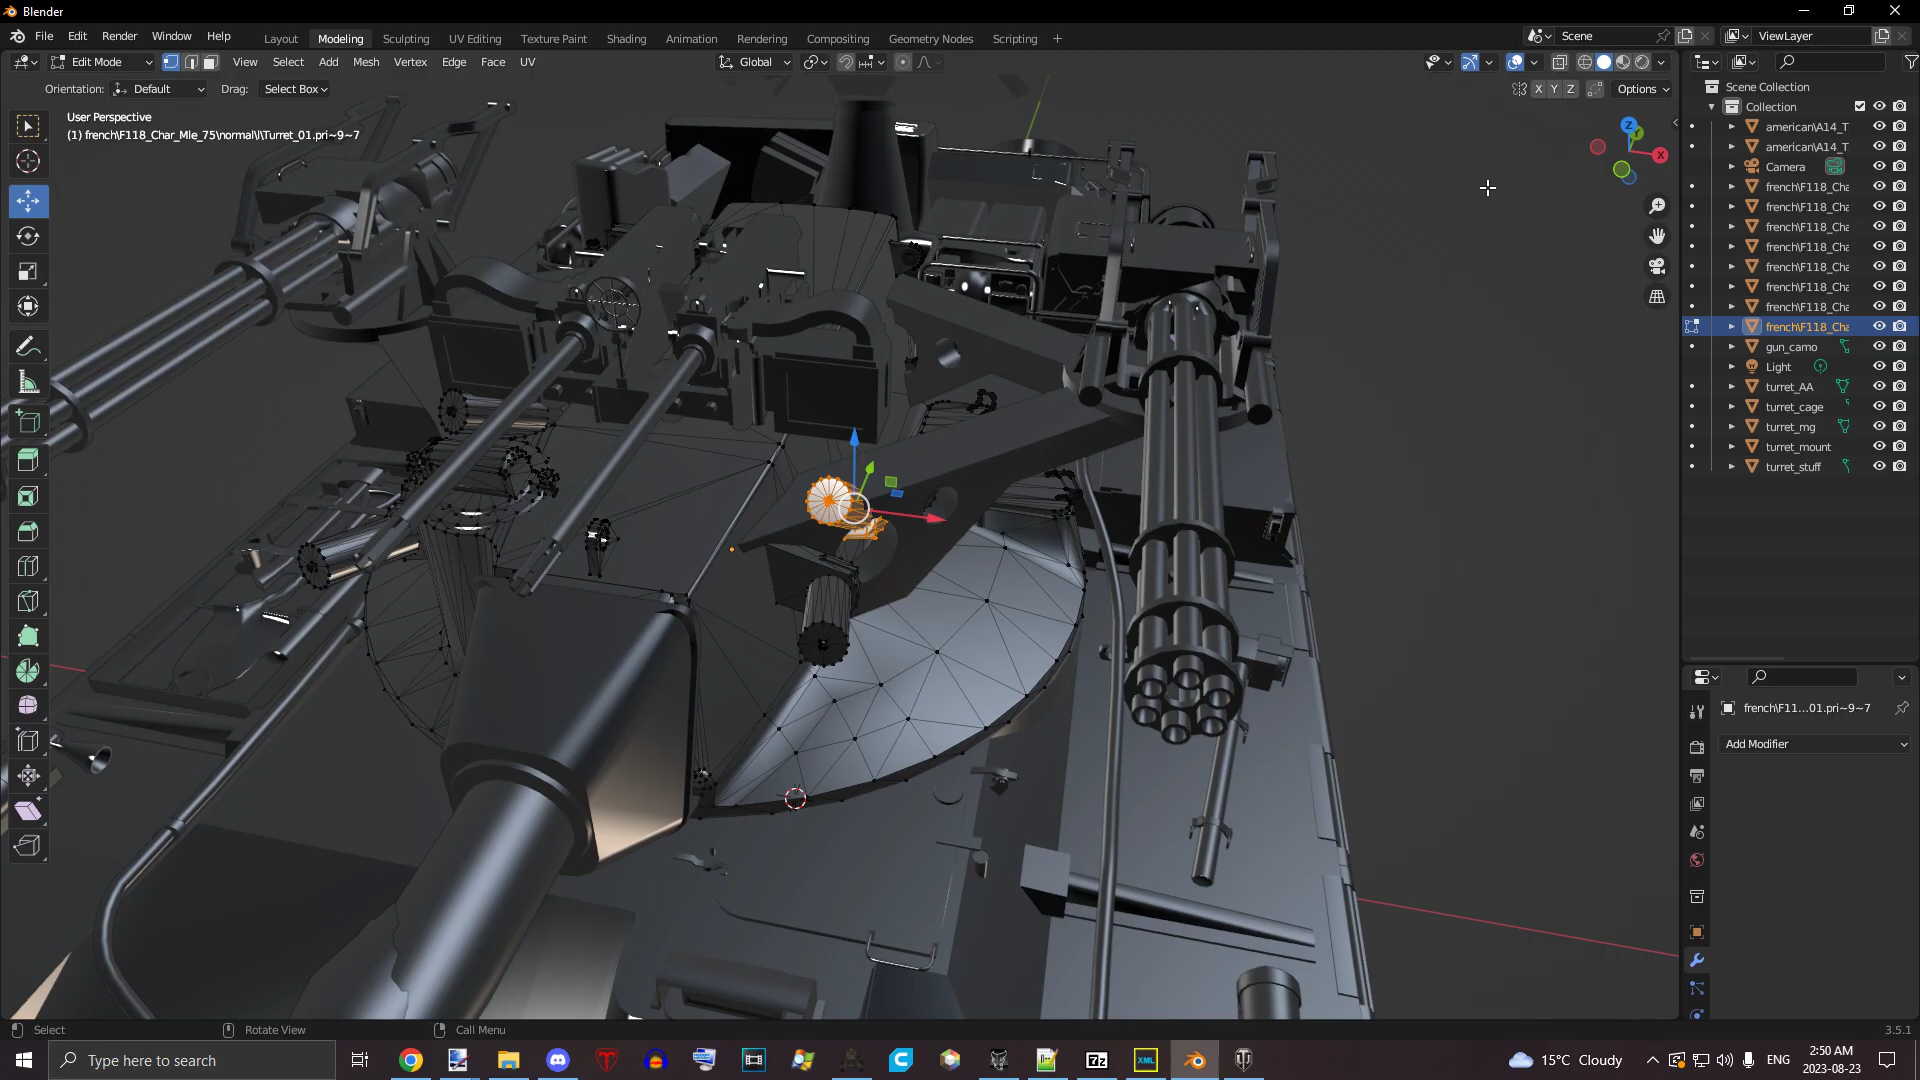 Blender
File Edit Render Window Help
Layout Modeling Sculpting UV Editing Texture Paint Shading Animation Rendering Compositing Geometry Nodes Scripting +
Scene
ViewLayer
Edit Mode View Select Add Mesh Vertex Edge Face UV
Global
Orientation: Default Drag: Select Box
X Y Z Options
User Perspective
(1) french\F118_Char_Mle_75\normal\l\Turret_01.pri~9~7
Z
X
Scene Collection
Collection
american\A14_T
american\A14_T
Camera
french\F118_Cha
french\F118_Cha
french\F118_Cha
french\F118_Cha
french\F118_Cha
french\F118_Cha
french\F118_Cha
french\F118_Cha
gun_camo
Light
turret_AA
turret_cage
turret_mg
turret_mount
turret_stuff
french\F11...01.pri~9~7
Add Modifier
Select
Rotate View
Call Menu
3.5.1
Type here to search
7z
XML
15°C Cloudy
ENG
2:50 AM
2023-08-23